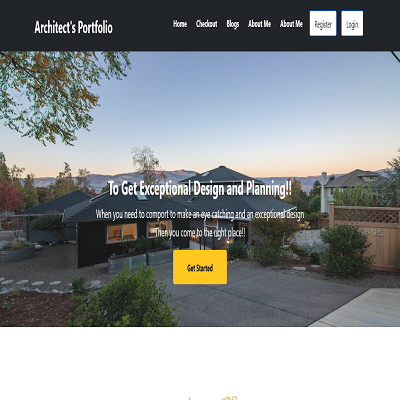 Architect's Portfolio
Home Checkout Blogs About Me About Me Register Login
To Get Exceptional Design and Planning!!
When you need to comport to make an eye catching and an exceptional design
Then you come to the right place!!
Get Started